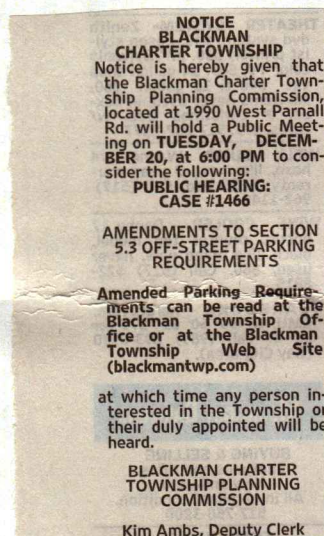 NOTICE
BLACKMAN
CHARTER TOWNSHIP
Notice is hereby given that
the Blackman Charter Town-
ship Planning Commission,
located at 1990 West Parnall
Rd. will hold a Public Meet-
ing on TUESDAY, DECEM-
BER 20, at 6:00 PM to con-
sider the following:
PUBLIC HEARING:
CASE #1466
AMENDMENTS TO SECTION
5.3 OFF-STREET PARKING
REQUIREMENTS
Amended Parking Require-
ments can be read at the
Blackman Township Of-
fice or at the Blackman
Township Web Site
(blackmantwp.com)
at which time any person in-
terested in the Township or
their duly appointed will be
heard.
BLACKMAN CHARTER
TOWNSHIP PLANNING
COMMISSION
Kim Ambs, Deputy Clerk